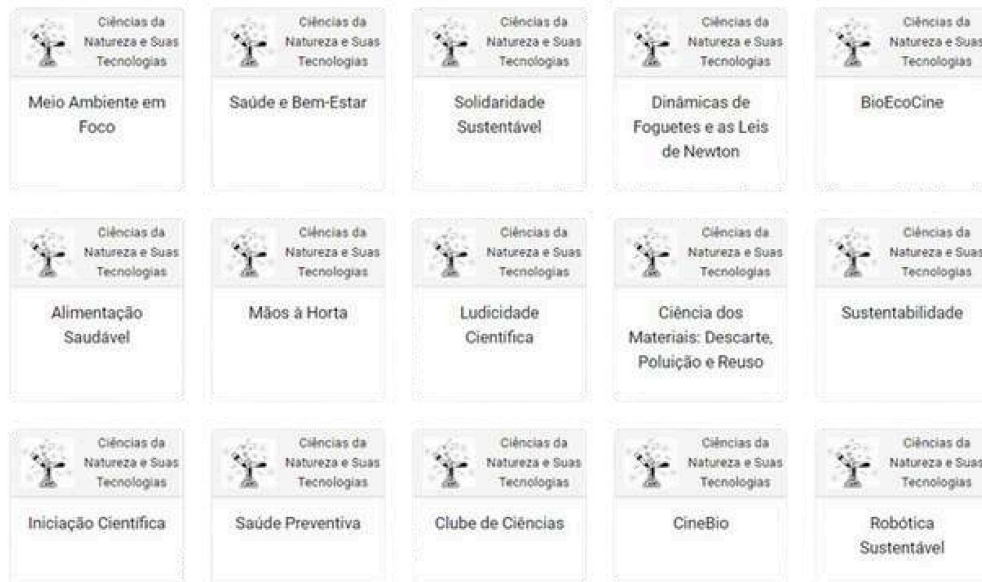 Ciências da
Natureza e Suas
Tecnologias
Meio Ambiente em
Foco
Ciências da
Natureza e Suas
Tecnologias
Saúde e Bem-Estar
Ciências da
Natureza e Suas
Tecnologias
Solidaridade
Sustentável
Ciências da
Natureza e Suas
Tecnologias
Dinâmicas de
Foguetes e as Leis
de Newton
Ciências da
Natureza e Suas
Tecnologias
BioEcoCine
Ciências da
Natureza e Suas
Tecnologias
Alimentação
Saudável
Ciências da
Natureza e Suas
Tecnologias
Mãos à Horta
Ciências da
Natureza e Suas
Tecnologias
Ludicidade
Científica
Ciências da
Natureza e Suas
Tecnologias
Ciência dos
Materiais: Descarte,
Poluição e Reuso
Ciências da
Natureza e Suas
Tecnologias
Sustentabilidade
Ciências da
Natureza e Suas
Tecnologias
Iniciação Científica
Ciências da
Natureza e Suas
Tecnologias
Saúde Preventiva
Ciências da
Natureza e Suas
Tecnologias
Clube de Ciências
Ciências da
Natureza e Suas
Tecnologias
CineBio
Ciências da
Natureza e Suas
Tecnologias
Robótica
Sustentável